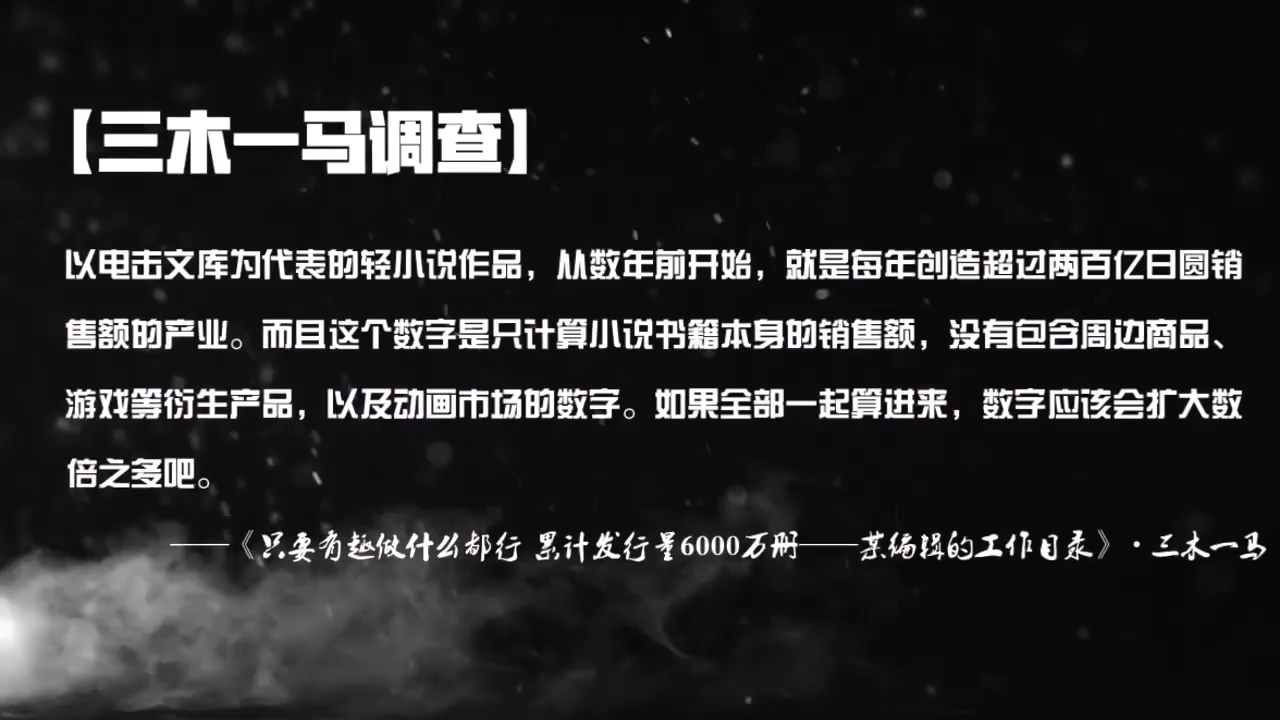 【三木一马调查】
以电击文库为代表的轻小说作品，从数年前开始，就是每年创造超过两百亿日圆销
售额的产业。而且这个数字是只计算小说书籍本身的销售额，没有包含周边商品、
游戏等衍生产品，以及动画市场的数字。如果全部一起算进来，数字应该会扩大数
倍之多吧。
——《只要有趣做什么都行 累计发行量6000万册——某编辑的工作目录》·三木一马